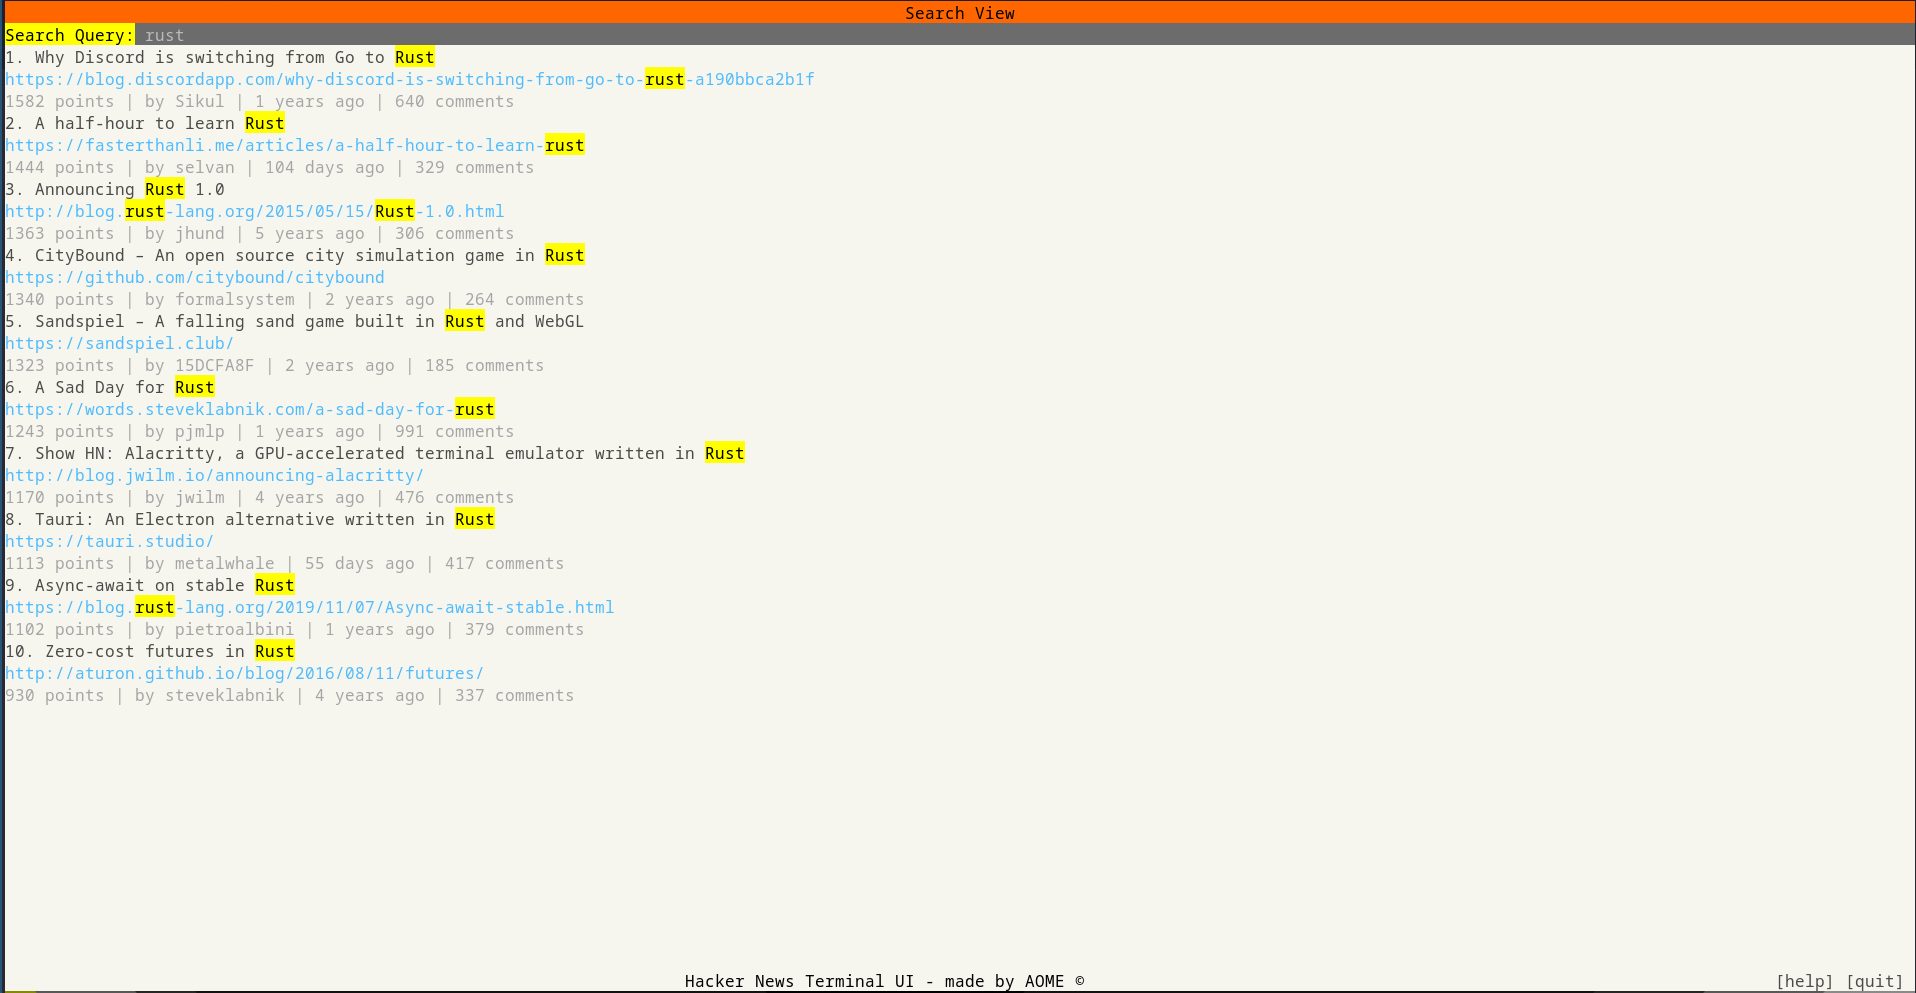 Search View
Search Query: rust
1. Why Discord is switching from Go to Rust
https://blog.discordapp.com/why-discord-is-switching-from-go-to-rust-a190bbca2b1f
1582 points | by Sikul | 1 years ago | 640 comments
2. A half-hour to learn Rust
https://fasterthanli.me/articles/a-half-hour-to-learn-rust
1444 points | by selvan | 104 days ago | 329 comments
3. Announcing Rust 1.0
http://blog.rust-lang.org/2015/05/15/Rust-1.0.html
1363 points | by jhund | 5 years ago | 306 comments
4. CityBound – An open source city simulation game in Rust
https://github.com/citybound/citybound
1340 points | by formalsystem | 2 years ago | 264 comments
5. Sandspiel – A falling sand game built in Rust and WebGL
https://sandspiel.club/
1323 points | by 15DCFA8F | 2 years ago | 185 comments
6. A Sad Day for Rust
https://words.steveklabnik.com/a-sad-day-for-rust
1243 points | by pjmlp | 1 years ago | 991 comments
7. Show HN: Alacritty, a GPU-accelerated terminal emulator written in Rust
http://blog.jwilm.io/announcing-alacritty/
1170 points | by jwilm | 4 years ago | 476 comments
8. Tauri: An Electron alternative written in Rust
https://tauri.studio/
1113 points | by metalwhale | 55 days ago | 417 comments
9. Async-await on stable Rust
https://blog.rust-lang.org/2019/11/07/Async-await-stable.html
1102 points | by pietroalbini | 1 years ago | 379 comments
10. Zero-cost futures in Rust
http://aturon.github.io/blog/2016/08/11/futures/
930 points | by steveklabnik | 4 years ago | 337 comments
Hacker News Terminal UI - made by AOME © [help] [quit]